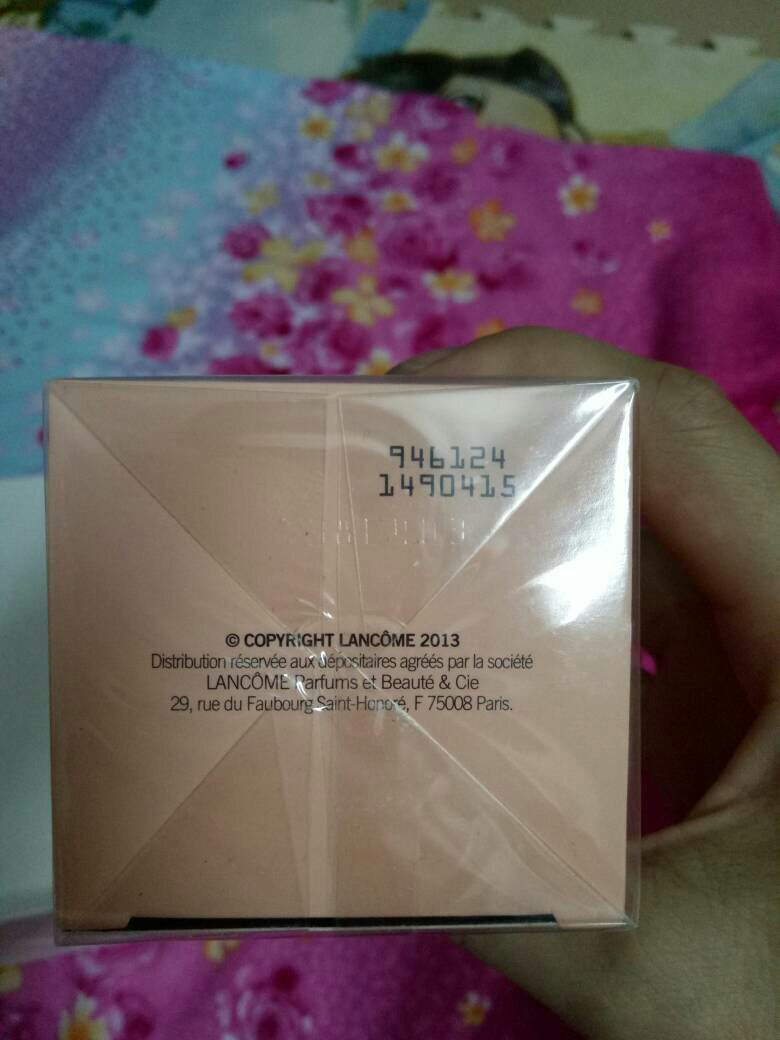 946124
1490415
© COPYRIGHT LANCÔME 2013
Distribution réservée aux dépositaires agréés par la société
LANCÔME Parfums et Beauté & Cie
29, rue du Faubourg Saint-Honoré, F 75008 Paris.